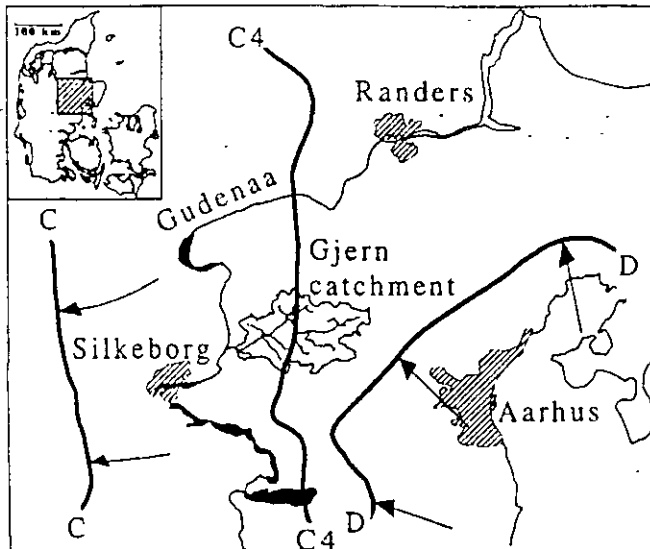 100 km
C4
Randers
Gudenaa
C
Gjern
catchment
D
Silkeborg
Aarhus
C
D
C4